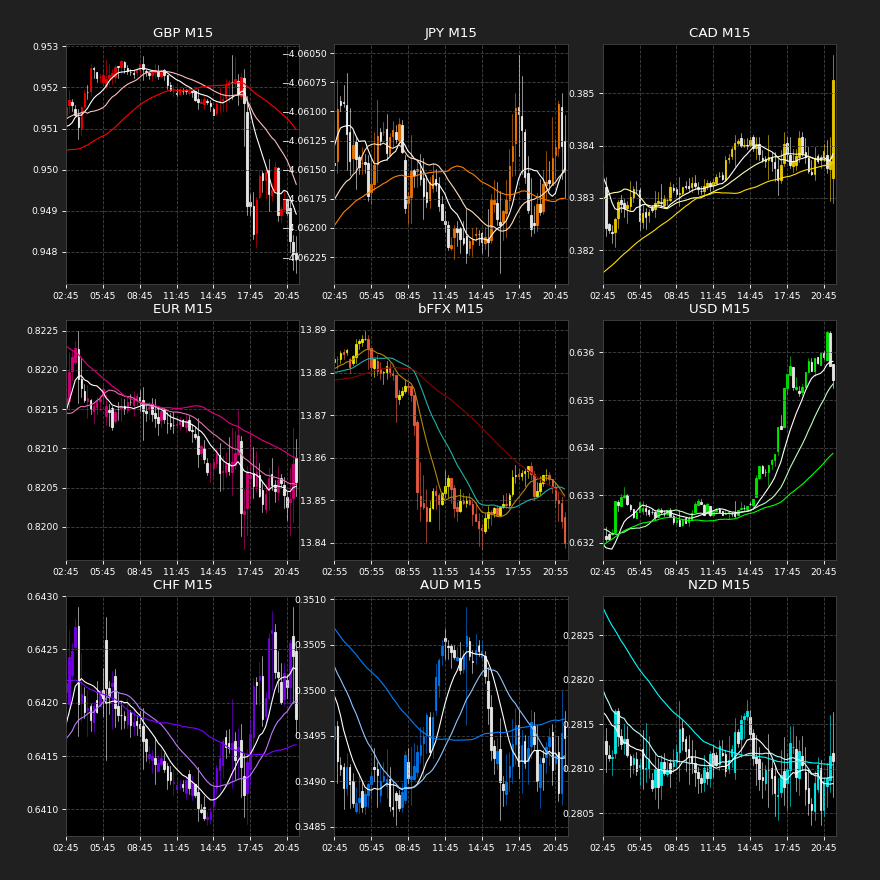 GBP M15
0.953
0.952
0.951
0.950
0.949
0.948
02:45 05:45 08:45 11:45 14:45 17:45 20:45
JPY M15
−4.06050
−4.06075
−4.06100
−4.06125
−4.06150
−4.06175
−4.06200
−4.06225
02:45 05:45 08:45 11:45 14:45 17:45 20:45
CAD M15
0.385
0.384
0.383
0.382
02:45 05:45 08:45 11:45 14:45 17:45 20:45
EUR M15
0.8225
0.8220
0.8215
0.8210
0.8205
0.8200
02:45 05:45 08:45 11:45 14:45 17:45 20:45
bFFX M15
13.89
13.88
13.87
13.86
13.85
13.84
02:55 05:55 08:55 11:55 14:55 17:55 20:55
USD M15
0.636
0.635
0.634
0.633
0.632
02:45 05:45 08:45 11:45 14:45 17:45 20:45
CHF M15
0.6430
0.6425
0.6420
0.6415
0.6410
02:45 05:45 08:45 11:45 14:45 17:45 20:45
AUD M15
0.3510
0.3505
0.3500
0.3495
0.3490
0.3485
02:45 05:45 08:45 11:45 14:45 17:45 20:45
NZD M15
0.2825
0.2820
0.2815
0.2810
0.2805
02:45 05:45 08:45 11:45 14:45 17:45 20:45